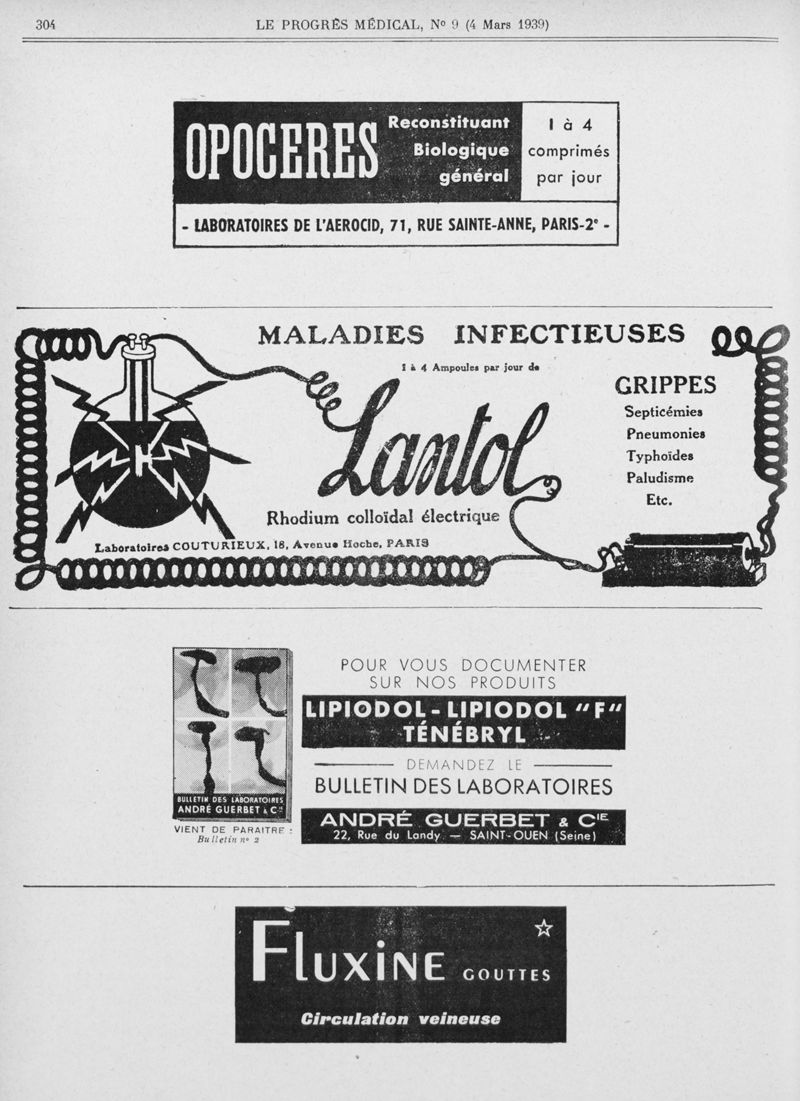 304
LE PROGRÈS MÉDICAL, Nº 9 (4 Mars 1939)
OPOCERES
Reconstituant
Biologique
général
1 à 4
comprimés
par jour
- LABORATOIRES DE L'AEROCID, 71, RUE SAINTE-ANNE, PARIS-2e -
MALADIES INFECTIEUSES
1 à 4 Ampoules par jour de
Lantol
Rhodium colloïdal électrique
GRIPPES
Septicémies
Pneumonies
Typhoïdes
Paludisme
Etc.
Laboratoires COUTURIEUX, 18, Avenue Hoche, PARIS
BULLETIN DES LABORATOIRES
ANDRÉ GUERBET & Cie
VIENT DE PARAITRE :
Bulletin nº 2
POUR VOUS DOCUMENTER
SUR NOS PRODUITS
LIPIODOL - LIPIODOL "F"
TÉNÉBRYL
DEMANDEZ LE
BULLETIN DES LABORATOIRES
ANDRÉ GUERBET & CIE
22, Rue du Landy — SAINT-OUEN (Seine)
FLUXINE GOUTTES
Circulation veineuse